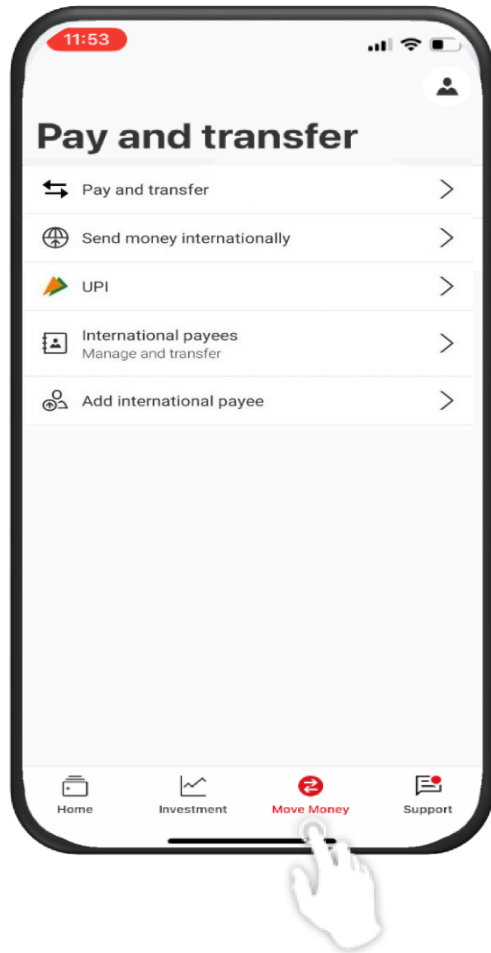 11:53
Pay and transfer
Pay and transfer
Send money internationally
UPI
International payees
Manage and transfer
Add international payee
Home
Investment
Move Money
Support